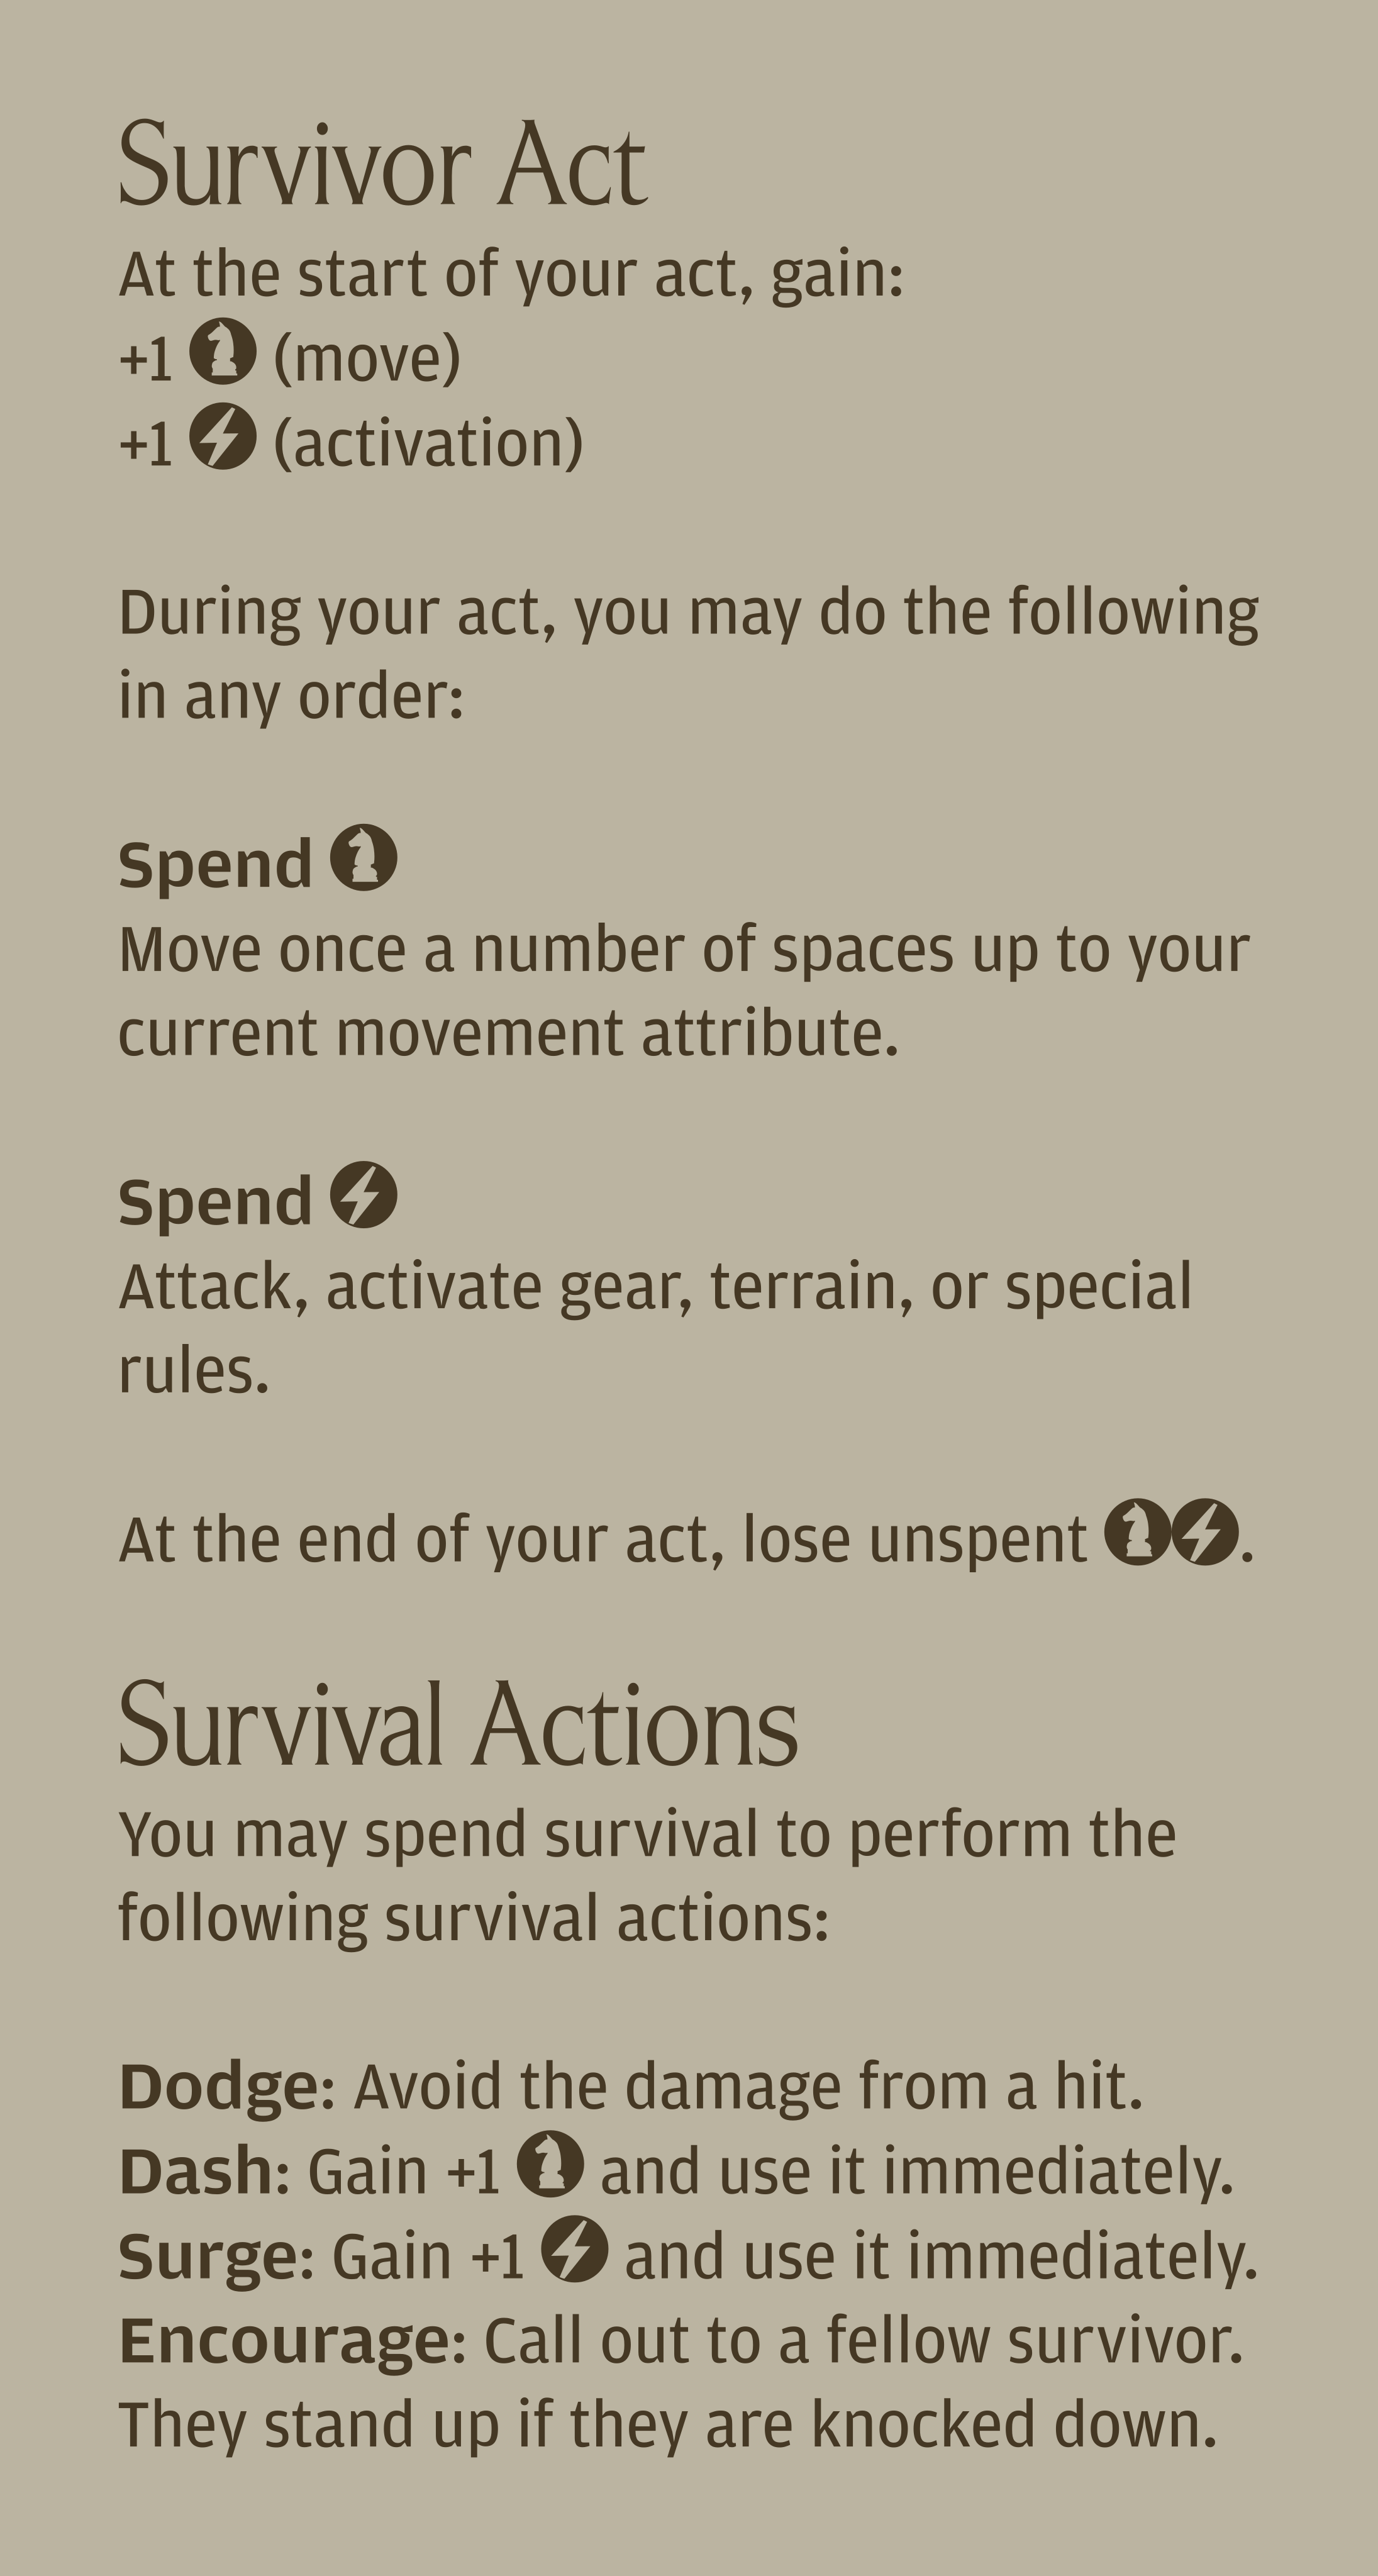 Survivor Act
At the start of your act, gain:
+1 (move)
+1 (activation)
During your act, you may do the following
in any order:
Spend
Move once a number of spaces up to your
current movement attribute.
Spend
Attack, activate gear, terrain, or special
rules.
At the end of your act, lose unspent .
Survival Actions
You may spend survival to perform the
following survival actions:
Dodge: Avoid the damage from a hit.
Dash: Gain +1 and use it immediately.
Surge: Gain +1 and use it immediately.
Encourage: Call out to a fellow survivor.
They stand up if they are knocked down.